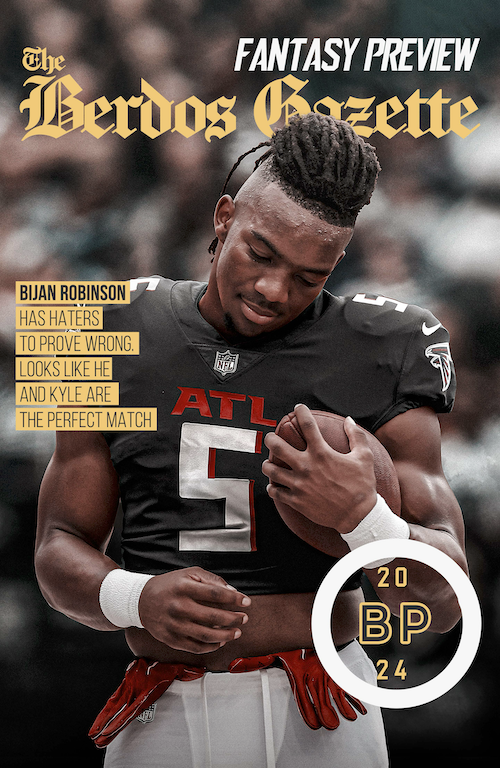 FANTASY PREVIEW
The
Berdos Gazette
BIJAN ROBINSON
HAS HATERS
TO PROVE WRONG.
LOOKS LIKE HE
AND KYLE ARE
THE PERFECT MATCH
5
5
NFL
ATL
5
20
BP
24
NFL